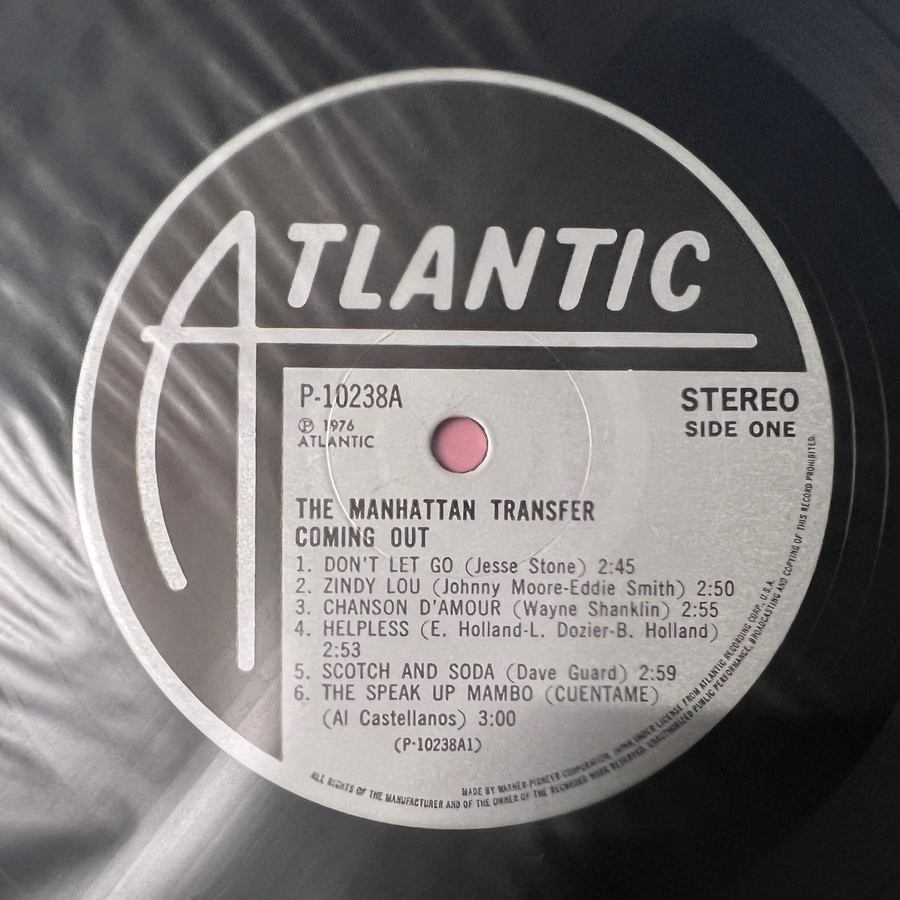 ATLANTIC
P-10238A
STEREO
℗ 1976
SIDE ONE
ATLANTIC
THE MANHATTAN TRANSFER
COMING OUT
1. DON'T LET GO (Jesse Stone) 2:45
2. ZINDY LOU (Johnny Moore-Eddie Smith) 2:50
3. CHANSON D'AMOUR (Wayne Shanklin) 2:55
4. HELPLESS (E. Holland-L. Dozier-B. Holland)
2:53
5. SCOTCH AND SODA (Dave Guard) 2:59
6. THE SPEAK UP MAMBO (CUENTAME)
(Al Castellanos) 3:00
(P-10238A1)
MADE BY WARNER-PIONEER CORPORATION, JAPAN, UNDER LICENSE FROM ATLANTIC RECORDING CORP., U.S.A.
ALL RIGHTS OF THE MANUFACTURER AND OF THE OWNER OF THE RECORDED WORK RESERVED. UNAUTHORIZED PUBLIC PERFORMANCE, BROADCASTING AND COPYING OF THIS RECORD PROHIBITED.